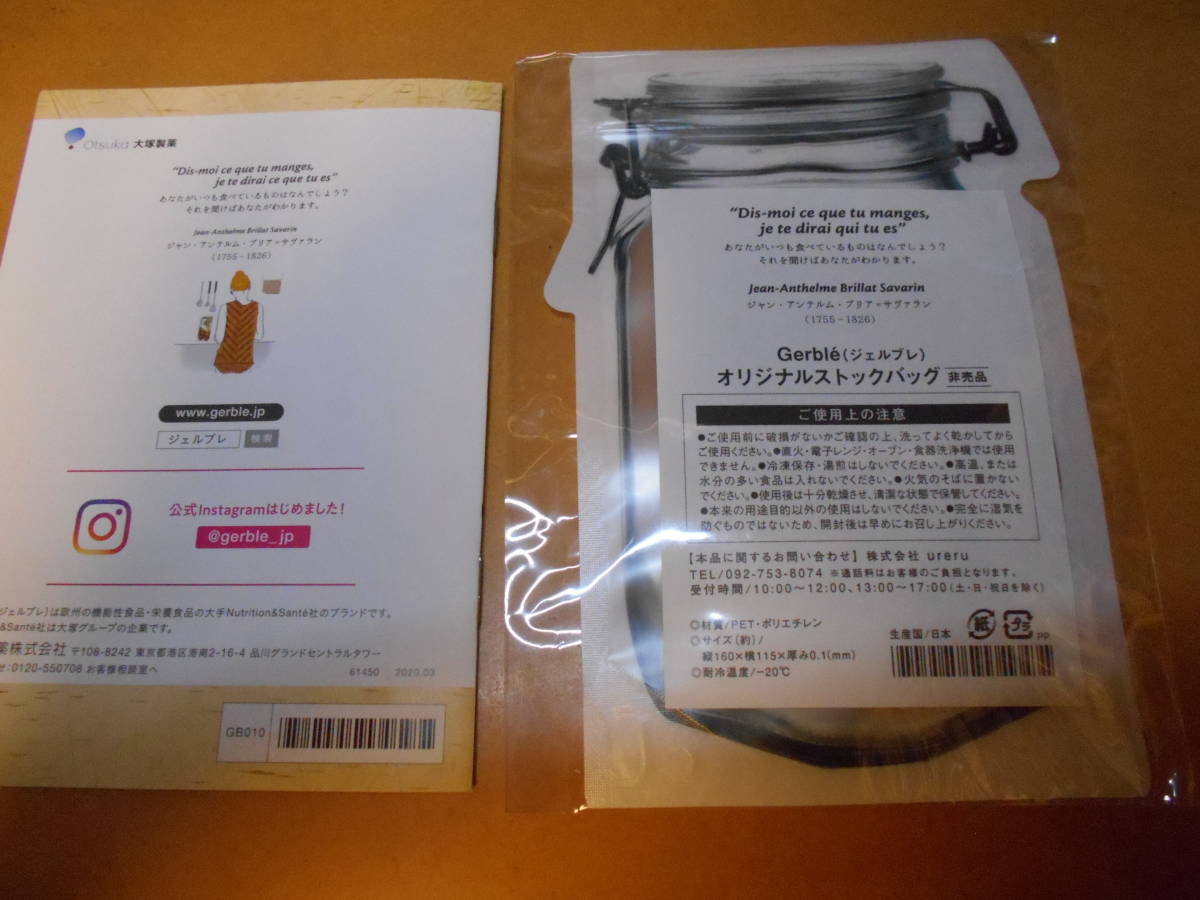 Otsuka 大塚製薬
“Dis-moi ce que tu manges,
je te dirai ce que tu es”
あなたがいつも食べているものはなんでしょう?
それを聞けばあなたがわかります。
Jean-Anthelme Brillat Savarin
ジャン・アンテルム・ブリア=サヴァラン
(1755-1826)
www.gerble.jp
ジェルブレ 検索
公式Instagramはじめました!
@gerble_jp
ジェルブレ)は欧州の機能性食品・栄養食品の大手Nutrition&Santé社のブランドです。
&Santé社は大塚グループの企業です。
薬株式会社 〒108-8242 東京都港区港南2-16-4 品川グランドセントラルタワー
:0120-550708 お客様相談室へ
61450 2020.03
GB010
“Dis-moi ce que tu manges,
je te dirai qui tu es”
あなたがいつも食べているものはなんでしょう?
それを聞けばあなたがわかります。
Jean-Anthelme Brillat Savarin
ジャン・アンテルム・ブリア=サヴァラン
(1755-1826)
Gerblé(ジェルブレ)
オリジナルストックバッグ 非売品
ご使用上の注意
●ご使用前に破損がないかご確認の上、洗ってよく乾かしてから
ご使用ください。●直火・電子レンジ・オーブン・食器洗浄機では使用
できません。●冷凍保存・湯煎はしないでください。●高温、または
水分の多い食品は入れないでください。●火気のそばに置かない
でください。●使用後は十分乾燥させ、清潔な状態で保管してください。
●本来の用途目的以外の使用はしないでください。●完全に湿気を
防ぐものではないため、開封後は早めにお召し上がりください。
【本品に関するお問い合わせ】 株式会社 ureru
TEL/092-753-8074 ※通話料はお客様のご負担となります。
受付時間/10:00〜12:00、13:00〜17:00(土・日・祝日を除く)
◎材質/PET・ポリエチレン
◎サイズ(約)/
縦160×横115×厚み0.1(mm)
◎耐冷温度/-20℃
生産国/日本 紙 プラ PP